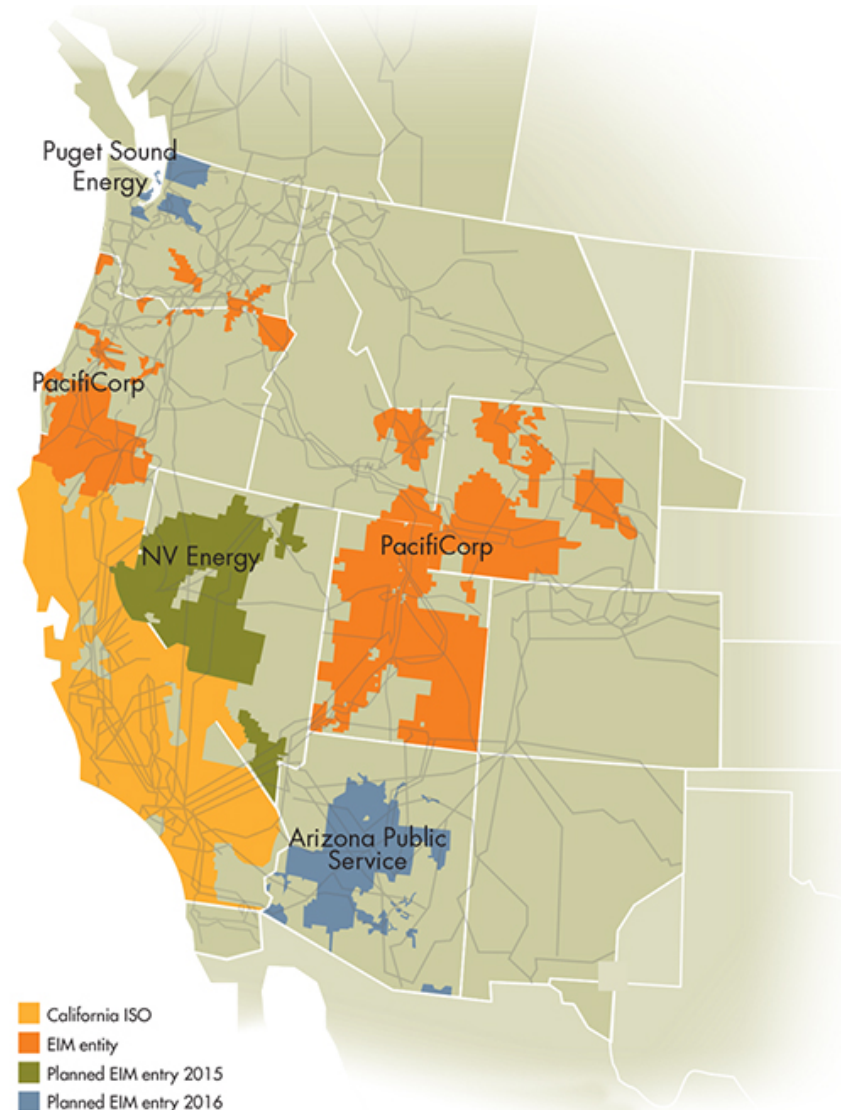 Puget Sound
Energy
PacifiCorp
NV Energy
PacifiCorp
Arizona Public
Service
California ISO
EIM entity
Planned EIM entry 2015
Planned EIM entry 2016